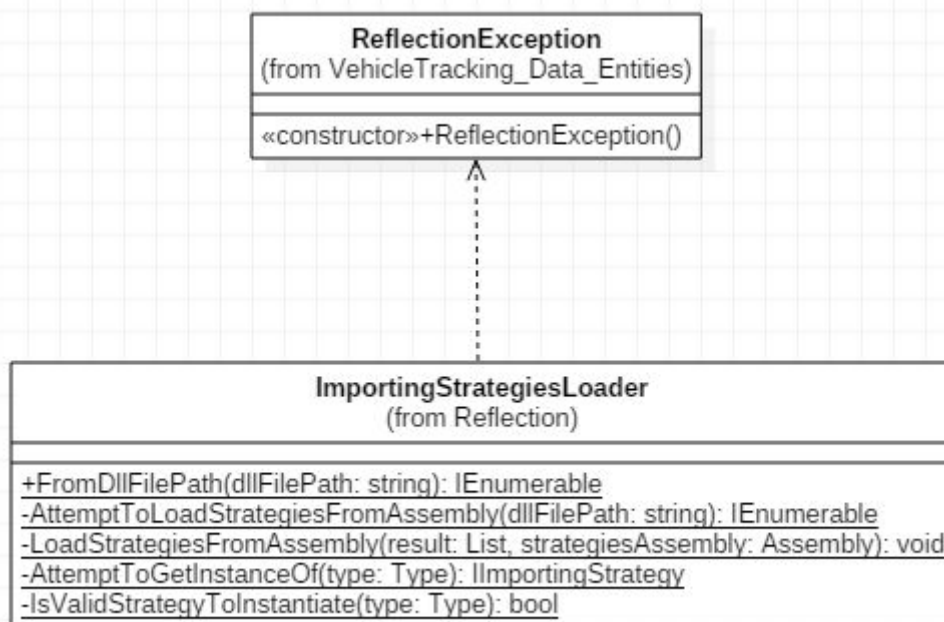 ReflectionException
(from VehicleTracking_Data_Entities)
«constructor»+ReflectionException()
ImportingStrategiesLoader
(from Reflection)
+FromDllFilePath(dllFilePath: string): IEnumerable
-AttemptToLoadStrategiesFromAssembly(dllFilePath: string): IEnumerable
-LoadStrategiesFromAssembly(result: List, strategiesAssembly: Assembly): void
-AttemptToGetInstanceOf(type: Type): IImportingStrategy
-IsValidStrategyToInstantiate(type: Type): bool